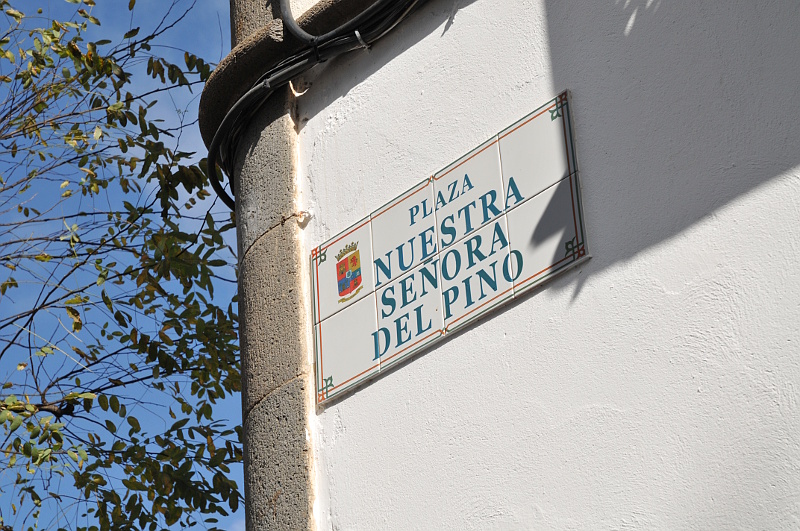 PLAZA
NUESTRA
SEÑORA
DEL PINO